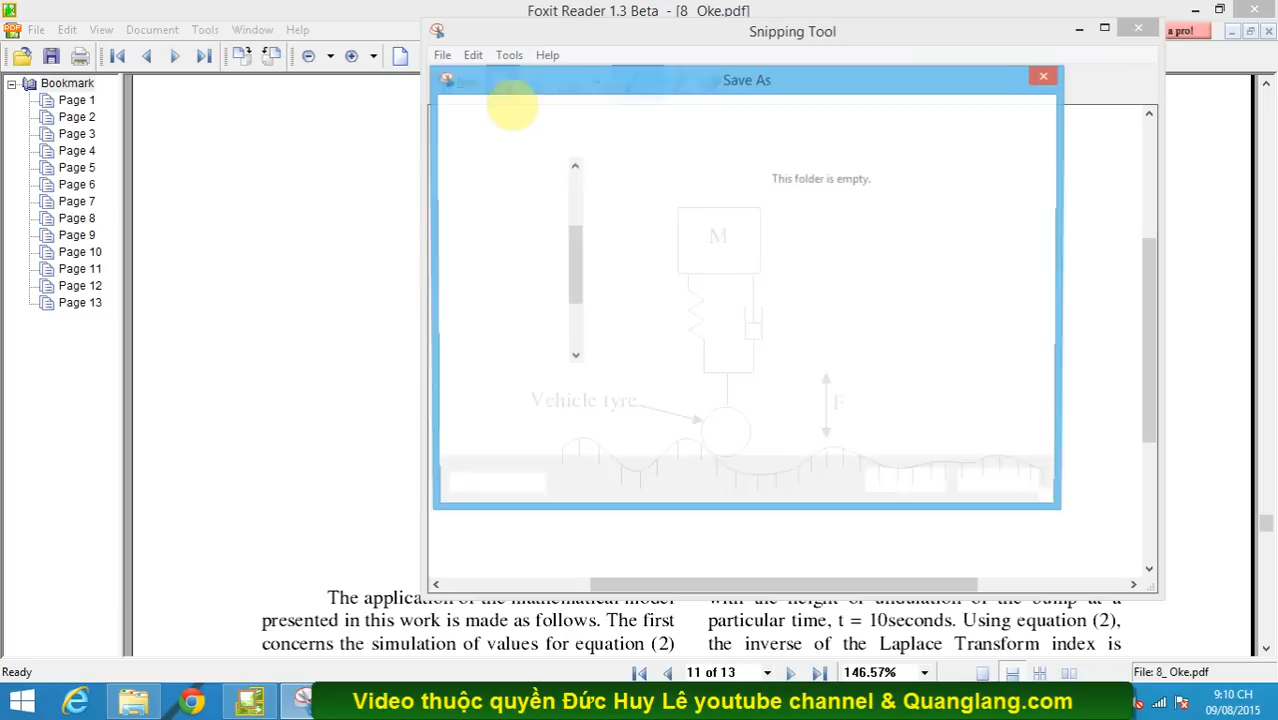 Foxit Reader 1.3 Beta - [8_Oke.pdf]
File Edit View Document Tools Window Help
a pro!
Snipping Tool
File Edit Tools Help
Save As
This folder is empty.
Bookmark
Page 1
Page 2
Page 3
Page 4
Page 5
Page 6
Page 7
Page 8
Page 9
Page 10
Page 11
Page 12
Page 13
M
Vehicle tyre
F
The application of the mathematical model
presented in this work is made as follows. The first
concerns the simulation of values for equation (2)
with the height of undulation of the bump at a
particular time, t = 10seconds. Using equation (2),
the inverse of the Laplace Transform index is
Ready
11 of 13
146.57%
File: 8_ Oke.pdf
Video thuộc quyền Đức Huy Lê youtube channel & Quanglang.com
9:10 CH
09/08/2015